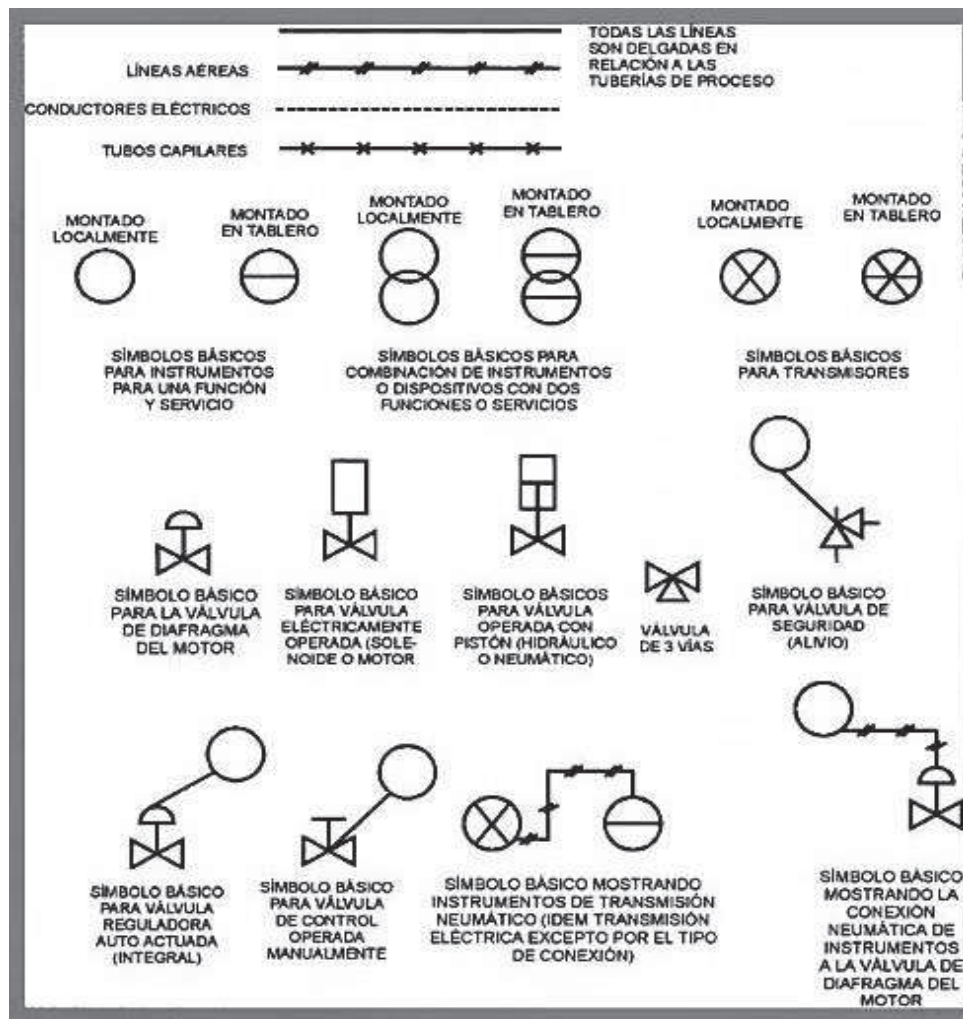 TODAS LAS LÍNEAS
SON DELGADAS EN
RELACIÓN A LAS
TUBERÍAS DE PROCESO
LÍNEAS AÉREAS
CONDUCTORES ELÉCTRICOS
TUBOS CAPILARES
MONTADO
LOCALMENTE
MONTADO
EN TABLERO
MONTADO
LOCALMENTE
MONTADO
EN TABLERO
MONTADO
LOCALMENTE
MONTADO
EN TABLERO
SÍMBOLOS BÁSICOS
PARA INSTRUMENTOS
PARA UNA FUNCIÓN
Y SERVICIO
SÍMBOLOS BÁSICOS PARA
COMBINACIÓN DE INSTRUMENTOS
O DISPOSITIVOS CON DOS
FUNCIONES O SERVICIOS
SÍMBOLOS BÁSICOS
PARA TRANSMISORES
SÍMBOLO BÁSICO
PARA LA VÁLVULA
DE DIAFRAGMA
DEL MOTOR
SÍMBOLO BÁSICO
PARA VÁLVULA
ELÉCTRICAMENTE
OPERADA (SOLE-
NOIDE O MOTOR
SÍMBOLO BÁSICOS
PARA VÁLVULA
OPERADA CON
PISTÓN (HIDRÁULICO
O NEUMÁTICO)
VÁLVULA
DE 3 VÍAS
SÍMBOLO BÁSICO
PARA VÁLVULA DE
SEGURIDAD
(ALIVIO)
SÍMBOLO BÁSICO
PARA VÁLVULA
REGULADORA
AUTO ACTUADA
(INTEGRAL)
SÍMBOLO BÁSICO
PARA VÁLVULA
DE CONTROL
OPERADA
MANUALMENTE
SÍMBOLO BÁSICO MOSTRANDO
INSTRUMENTOS DE TRANSMISIÓN
NEUMÁTICO (IDEM TRANSMISIÓN
ELÉCTRICA EXCEPTO POR EL TIPO
DE CONEXIÓN)
SÍMBOLO BÁSICO
MOSTRANDO LA
CONEXIÓN
NEUMÁTICA DE
INSTRUMENTOS
A LA VÁLVULA DE
DIAFRAGMA DEL
MOTOR